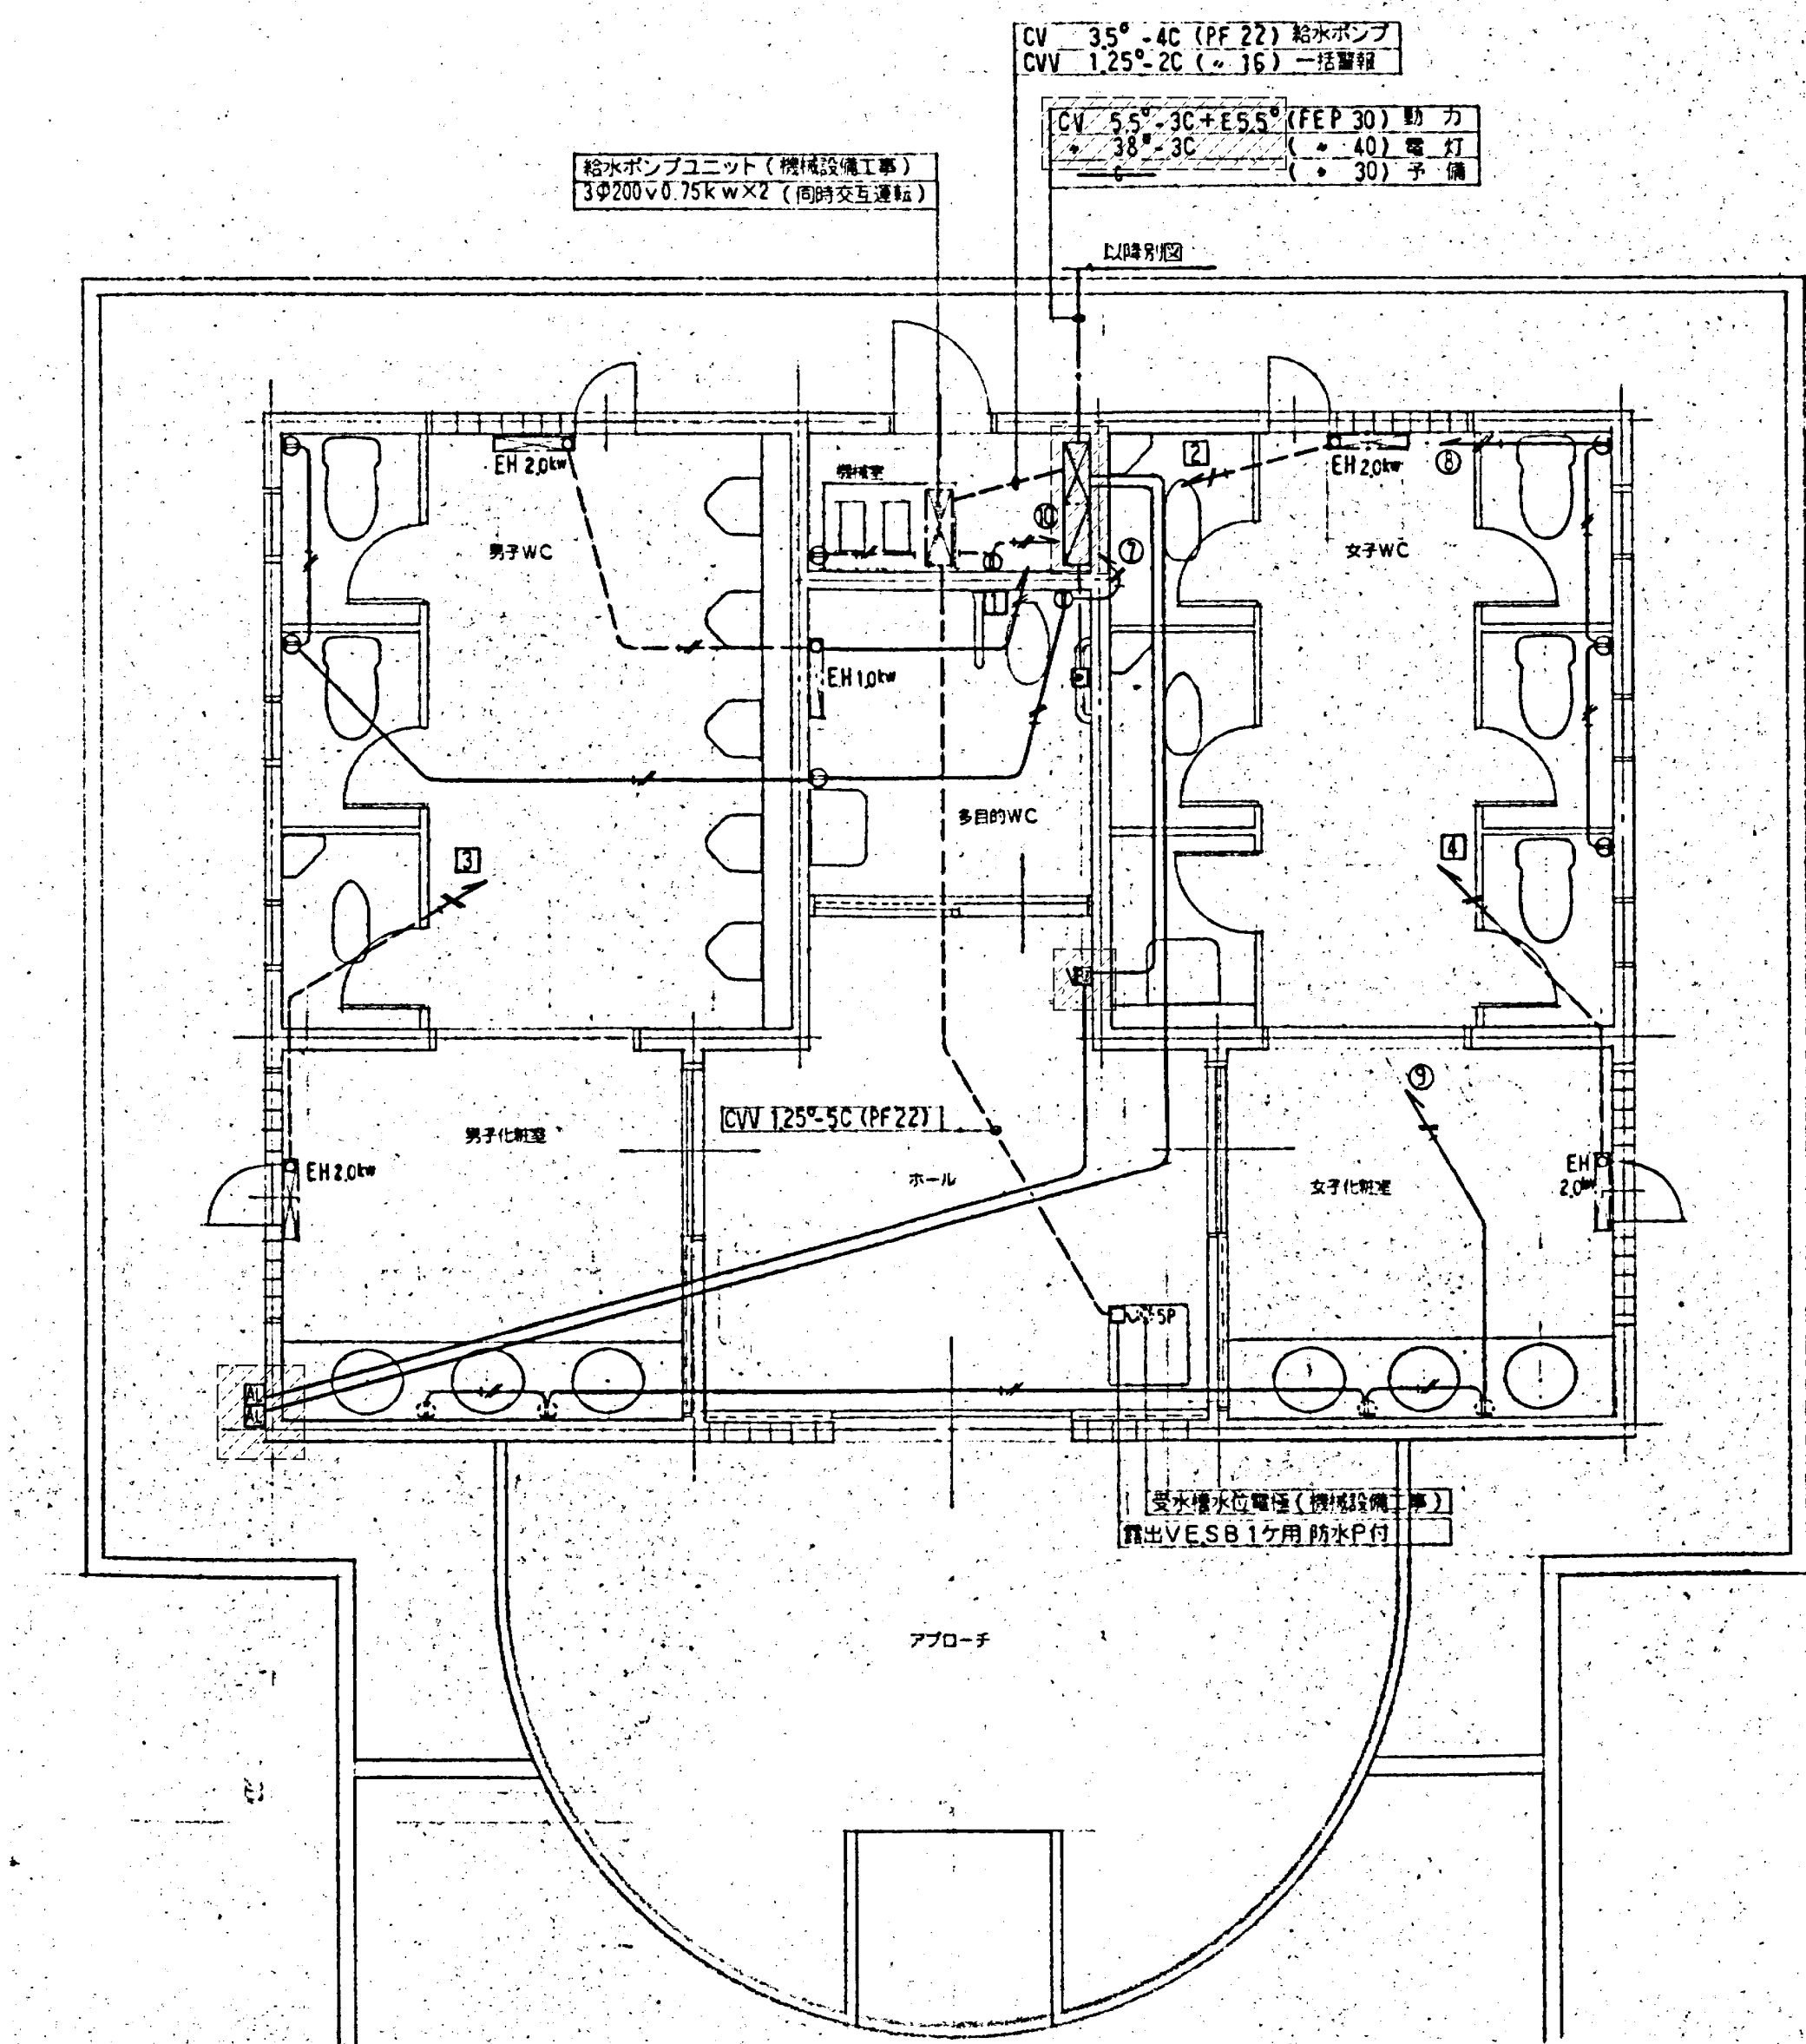 CV 3.5° -4C (PF 22) 給水ポンプ
CVV 1.25°-2C ( 〃 16) 一括警報
CV 5.5°-3C+E5.5° (FEP 30) 動力
〃 38°-3C ( 〃 40) 電灯
( 〃 30) 予備
給水ポンプユニット(機械設備工事)
3Φ200v0.75kw×2 (同時交互運転)
以降別図
EH 2.0kw
機械室
2
EH 2.0kw
⑧
⑩
⑦
男子WC
女子WC
1
EH 1.0kw
多目的WC
3
4
⑨
CVV 1.25°-5C (PF22)
男子化粧室
EH 2.0kw
ホール
女子化粧室
EH
2.0kw
5P
AL
AL
受水槽水位電極(機械設備工事)
露出VE.SB 1ケ用 防水P付
アプローチ